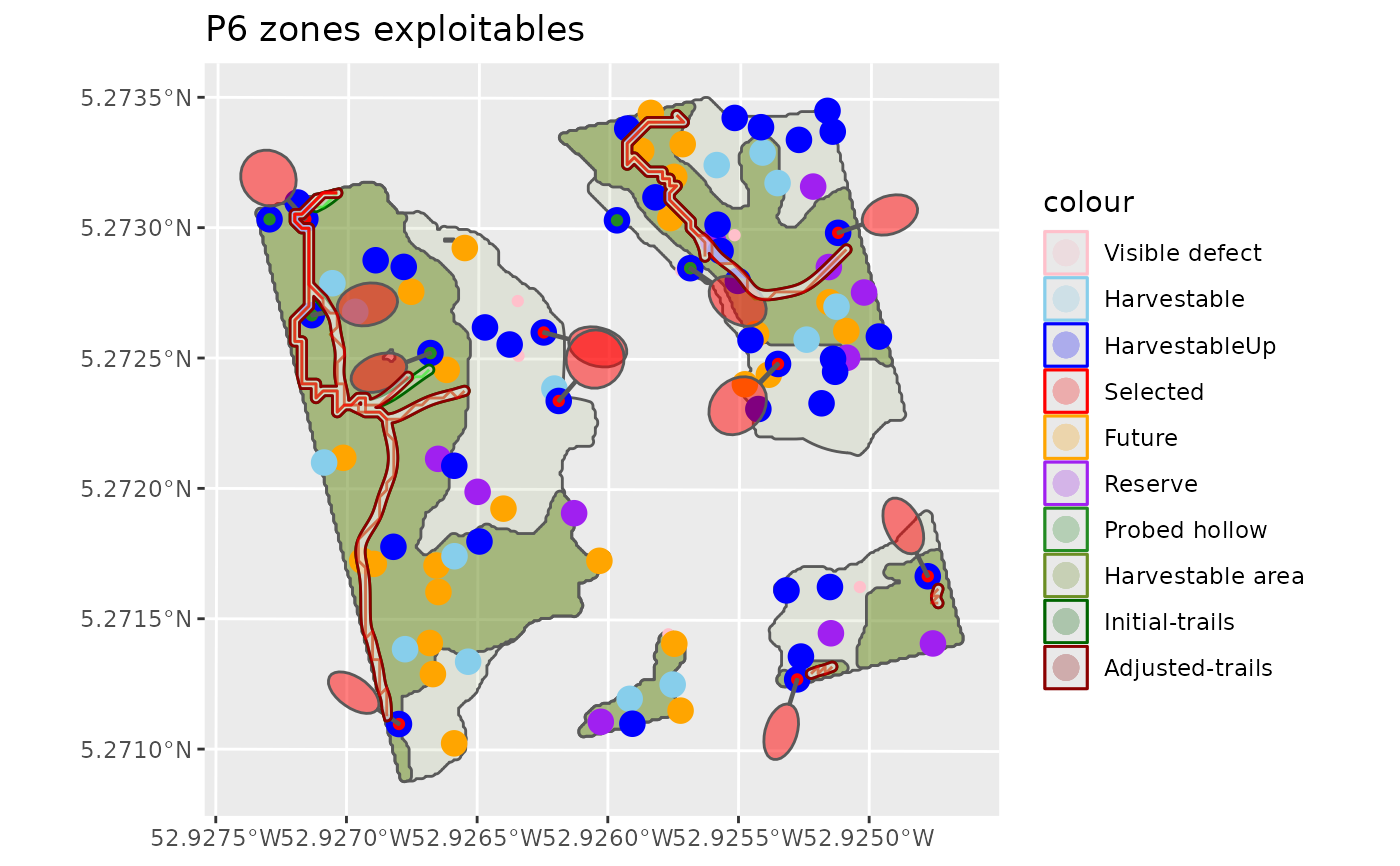 P6 zones exploitables
5.2735°N
5.2730°N
5.2725°N
5.2720°N
5.2715°N
5.2710°N
52.9275°W 52.9270°W 52.9265°W 52.9260°W 52.9255°W 52.9250°W
colour
Visible defect
Harvestable
HarvestableUp
Selected
Future
Reserve
Probed hollow
Harvestable area
Initial-trails
Adjusted-trails